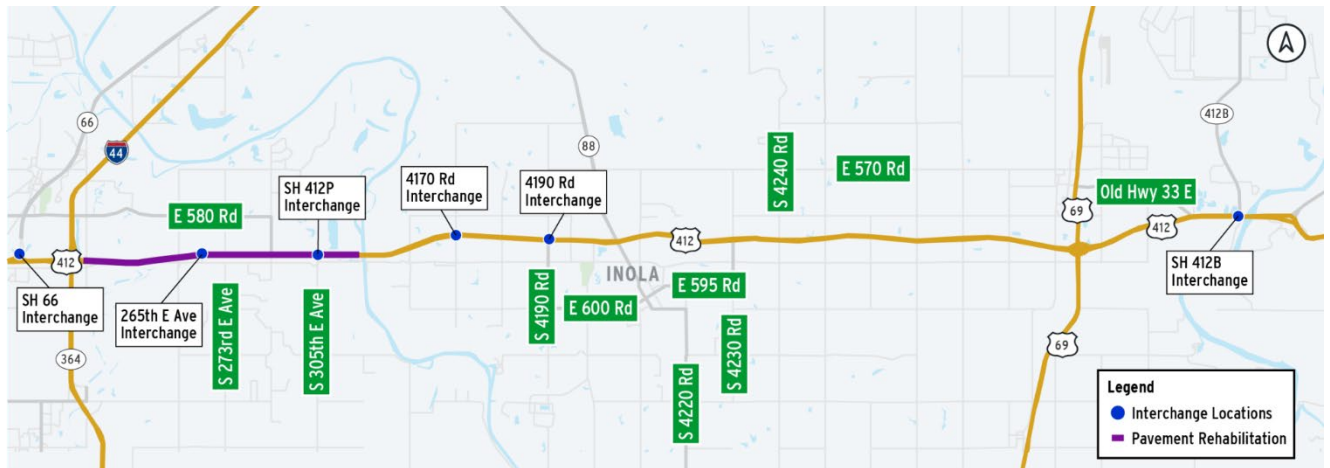 66
44
88
SH 412P
Interchange
4170 Rd
Interchange
4190 Rd
Interchange
S 4240 Rd
E 570 Rd
412B
E 580 Rd
69
Old Hwy 33 E
412
412
412
SH 66
Interchange
265th E Ave
Interchange
S 273rd E Ave
S 305th E Ave
INOLA
S 4190 Rd
E 600 Rd
E 595 Rd
S 4230 Rd
S 4220 Rd
SH 412B
Interchange
364
69
Legend
Interchange Locations
Pavement Rehabilitation